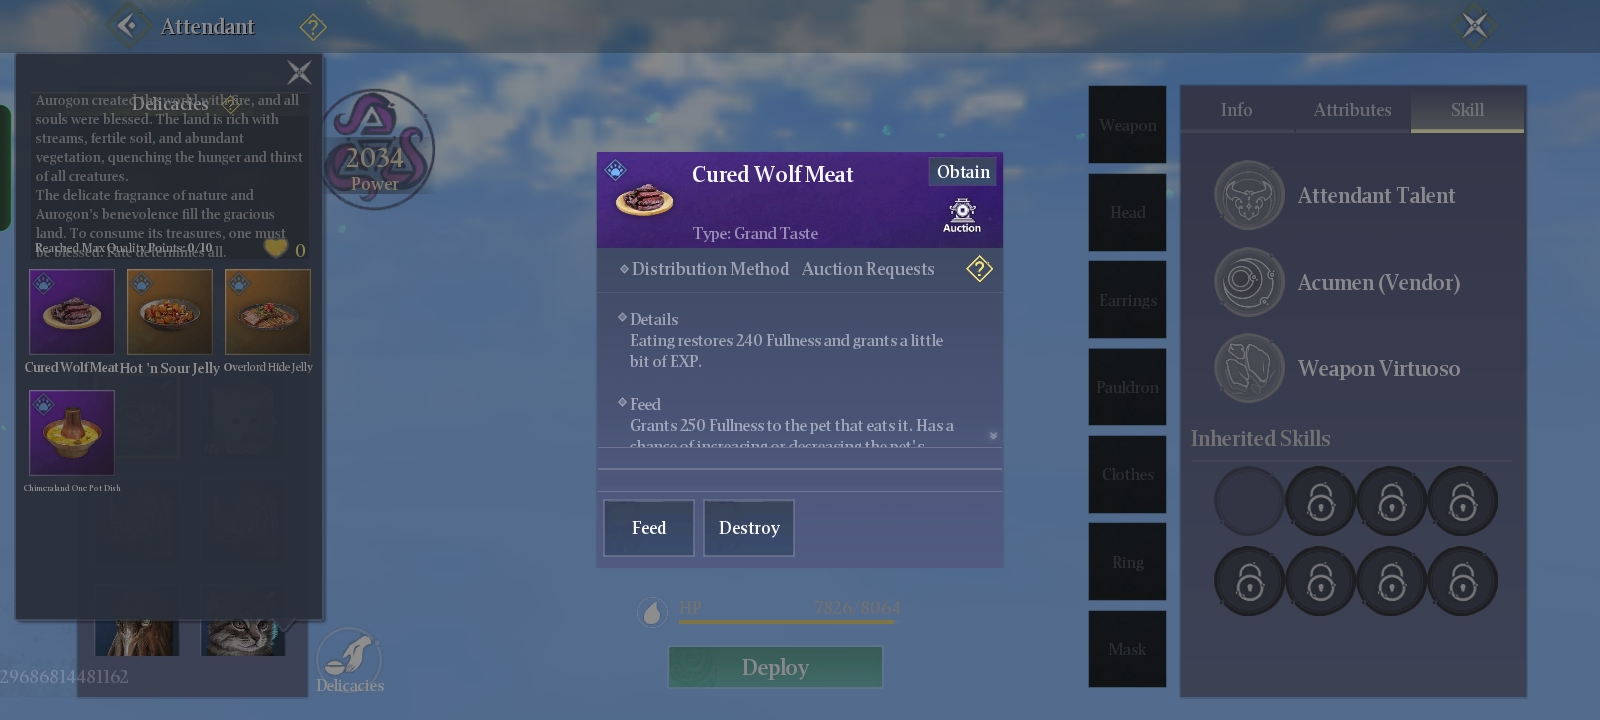 Attendant
Delicacies
Aurogon created the world with fire, and all
souls were blessed. The land is rich with
streams, fertile soil, and abundant
vegetation, quenching the hunger and thirst
of all creatures.
The delicate fragrance of nature and
Aurogon's benevolence fill the gracious
land. To consume its treasures, one must
be blessed. Fate determines all.
Reached Max Quality Points: 0/10
0
Cured Wolf Meat
Hot 'n Sour Jelly
Overlord Hide Jelly
Chimeraland One Pot Dish
29686814481162
Delicacies
2034
Power
Cured Wolf Meat
Obtain
Type: Grand Taste
Auction
Distribution Method Auction Requests
Details
Eating restores 240 Fullness and grants a little
bit of EXP.
Feed
Grants 250 Fullness to the pet that eats it. Has a
chance of increasing or decreasing the pet's
Feed
Destroy
HP 7826/8064
Deploy
Weapon
Head
Earrings
Pauldron
Clothes
Ring
Mask
Info
Attributes
Skill
Attendant Talent
Acumen (Vendor)
Weapon Virtuoso
Inherited Skills